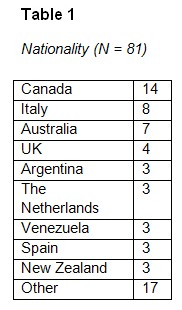 Table 1
Nationality (N = 81)
Canada 14
Italy 8
Australia 7
UK 4
Argentina 3
The 3
Netherlands
Venezuela 3
Spain 3
New Zealand 3
Other 17